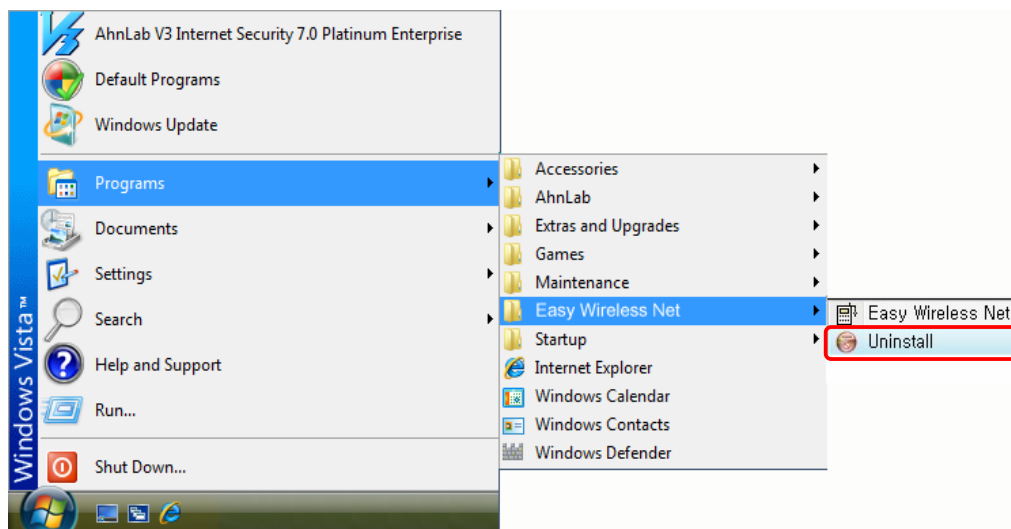 AhnLab V3 Internet Security 7.0 Platinum Enterprise
Default Programs
Windows Update
Programs
Documents
Settings
Search
Help and Support
Run...
Shut Down...
Windows Vista™
Accessories
AhnLab
Extras and Upgrades
Games
Maintenance
Easy Wireless Net
Startup
Internet Explorer
Windows Calendar
Windows Contacts
Windows Defender
Easy Wireless Net
Uninstall